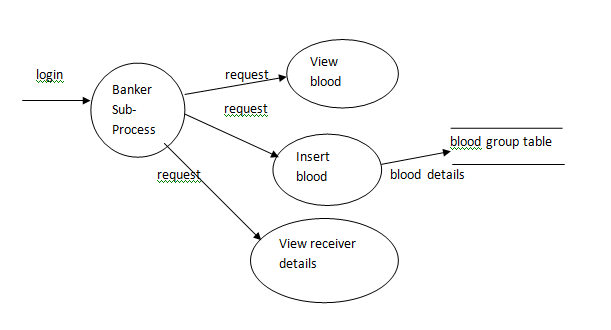 login
Banker
Sub-
Process
request
View
blood
request
Insert
blood
blood group table
blood details
request
View receiver
details